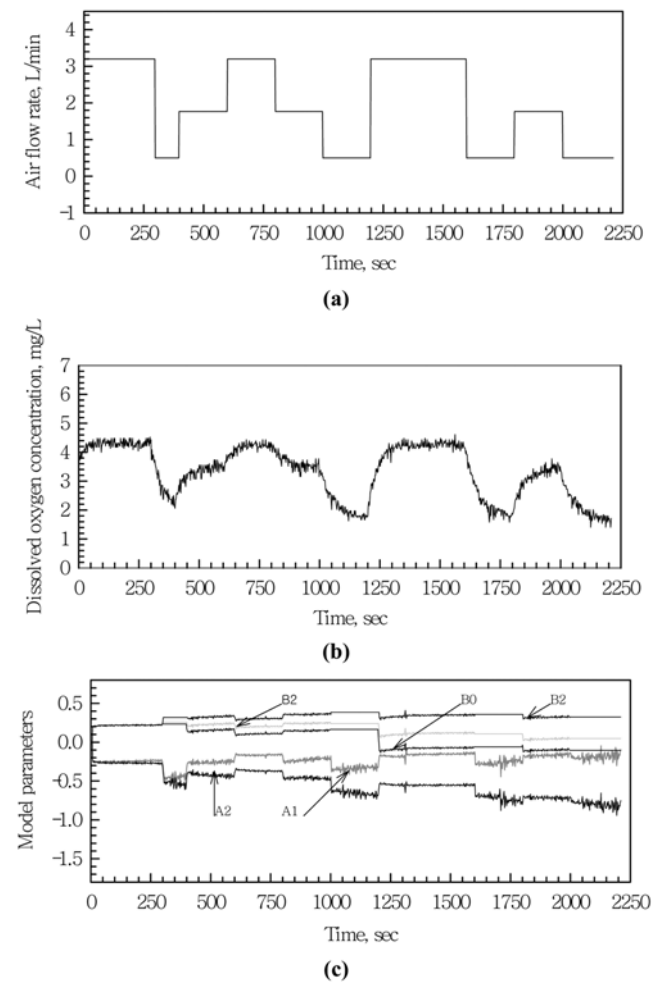 4
3
2
1
0
-1
Air flow rate, L/min
0 250 500 750 1000 1250 1500 1750 2000 2250
Time, sec
(a)
7
6
5
4
3
2
1
0
Dissolved oxygen concentration, mg/L
0 250 500 750 1000 1250 1500 1750 2000 2250
Time, sec
(b)
0.5
0.0
-0.5
-1.0
-1.5
Model parameters
B2 B0 B2
A2 A1
0 250 500 750 1000 1250 1500 1750 2000 2250
Time, sec
(c)